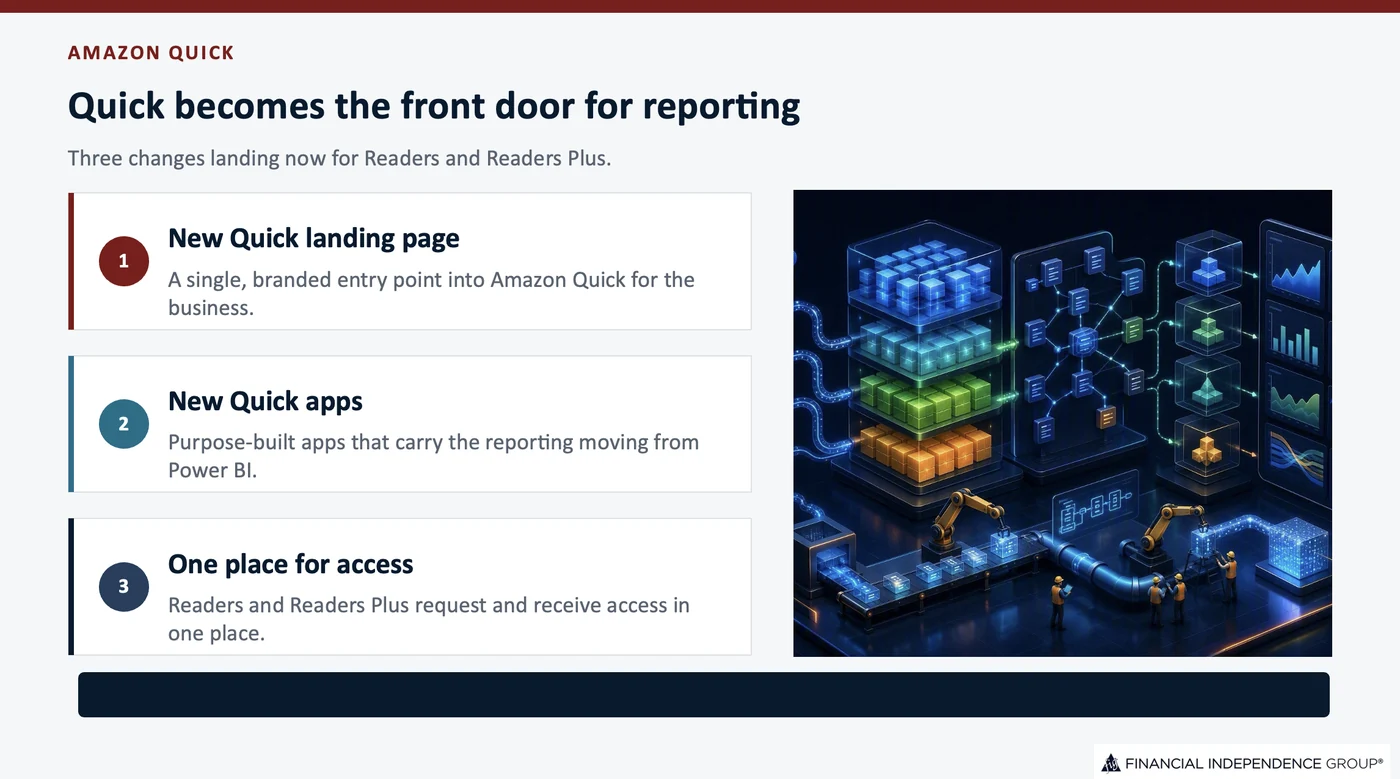 AMAZON QUICK
Quick becomes the front door for reporting
Three changes landing now for Readers and Readers Plus.
1
New Quick landing page
A single, branded entry point into Amazon Quick for the
business.
2
New Quick apps
Purpose-built apps that carry the reporting moving from
Power BI.
3
One place for access
Readers and Readers Plus request and receive access in
one place.
FINANCIAL INDEPENDENCE GROUP®